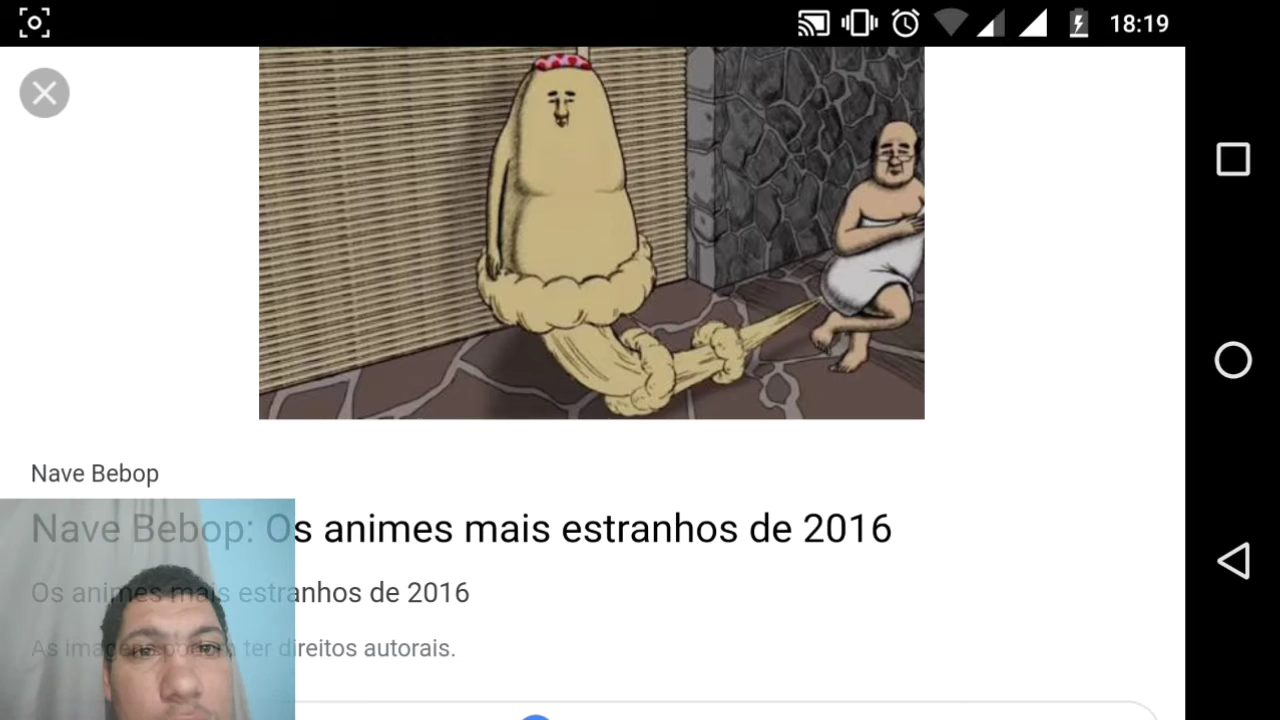 18:19
Nave Bebop
Nave Bebop: Os animes mais estranhos de 2016
Os animes mais estranhos de 2016
As imagens podem ter direitos autorais.